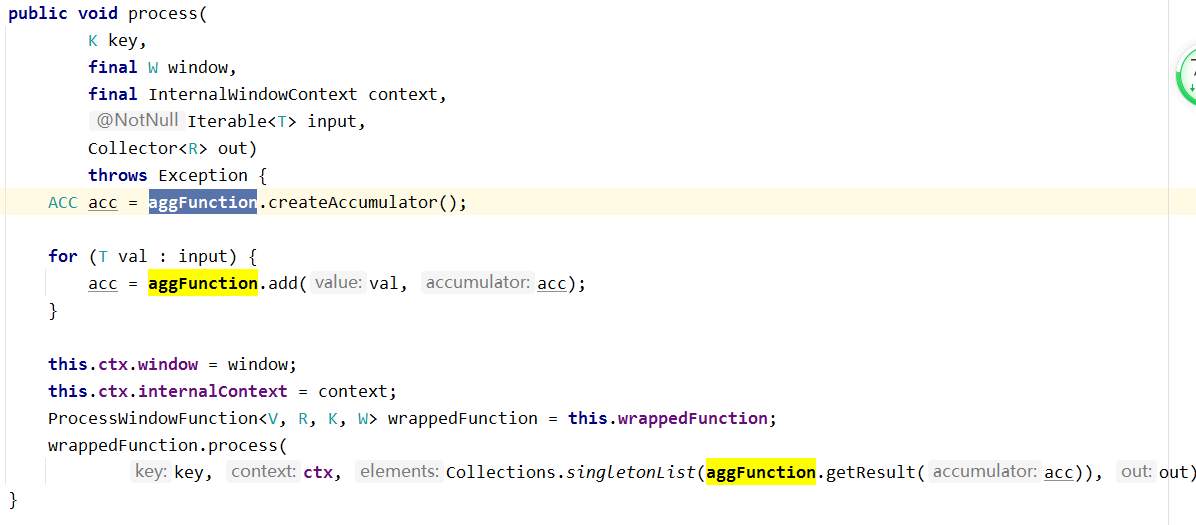 public void process(
K key,
final W window,
final InternalWindowContext context,
@NotNull Iterable<T> input,
Collector<R> out)
throws Exception {
ACC acc = aggFunction.createAccumulator();
for (T val : input) {
acc = aggFunction.add( value: val, accumulator: acc);
}
this.ctx.window = window;
this.ctx.internalContext = context;
ProcessWindowFunction<V, R, K, W> wrappedFunction = this.wrappedFunction;
wrappedFunction.process(
key: key, context: ctx, elements: Collections.singletonList(aggFunction.getResult( accumulator: acc)), out: out)
}